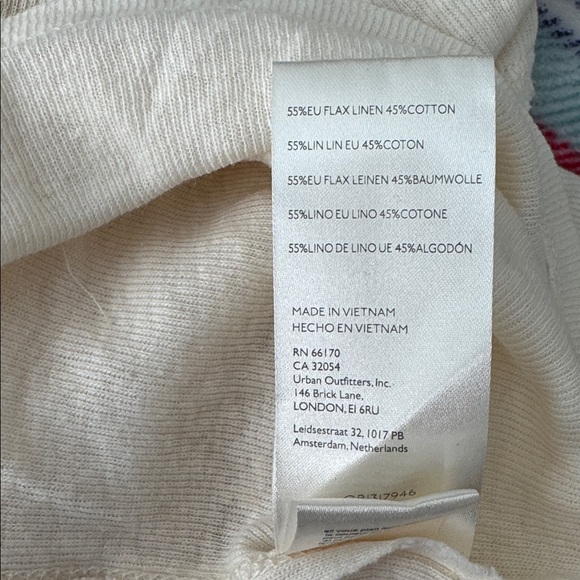 55%EU FLAX LINEN 45%COTTON
55%LIN LIN EU 45%COTON
55%EU FLAX LEINEN 45%BAUMWOLLE
55%LINO EU LINO 45%COTONE
55%LINO DE LINO UE 45%ALGODÓN
MADE IN VIETNAM
HECHO EN VIETNAM
RN 66170
CA 32054
Urban Outfitters, Inc.
146 Brick Lane,
LONDON, E1 6RU
Leidsestraat 32, 1017 PB
Amsterdam, Netherlands